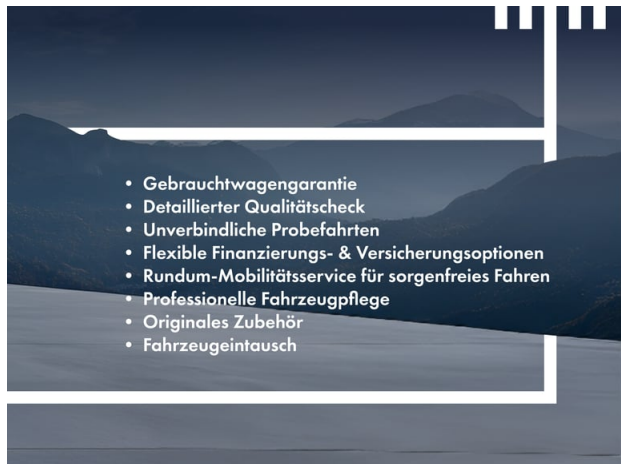 • Gebrauchtwagengarantie
• Detaillierter Qualitätscheck
• Unverbindliche Probefahrten
• Flexible Finanzierungs- & Versicherungsoptionen
• Rundum-Mobilitätsservice für sorgenfreies Fahren
• Professionelle Fahrzeugpflege
• Originales Zubehör
• Fahrzeugeintausch